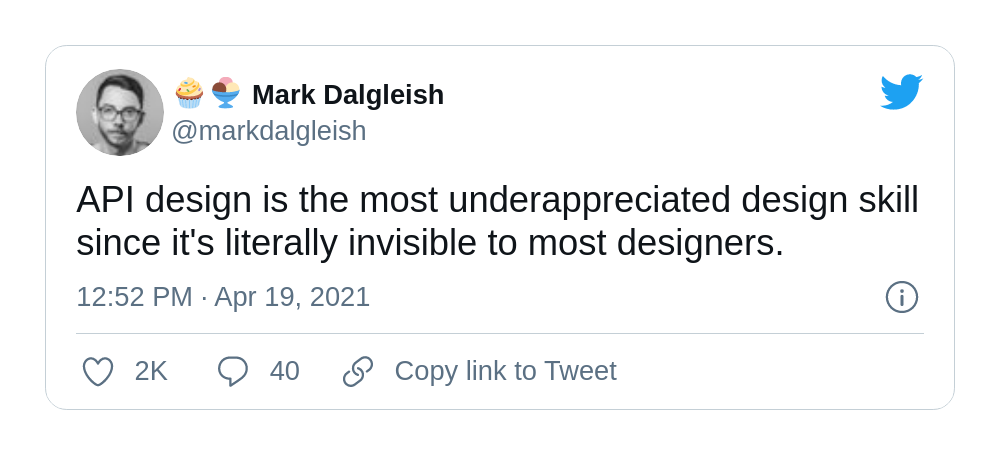 🧁🍨 Mark Dalgleish
@markdalgleish
API design is the most underappreciated design skill
since it's literally invisible to most designers.
12:52 PM · Apr 19, 2021
2K 40 Copy link to Tweet